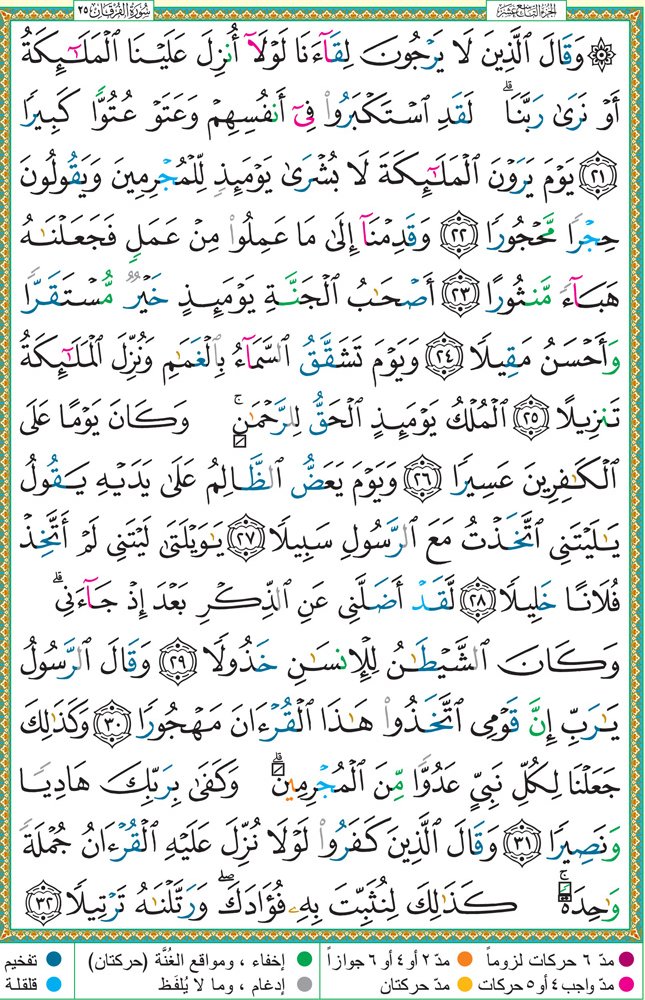 الجزء التاسع عشر
سورة الفرقان ٢٥
۞ وَقَالَ ٱلَّذِينَ لَا يَرْجُونَ لِقَآءَنَا لَوْلَآ أُنزِلَ عَلَيْنَا ٱلْمَلَـٰٓئِكَةُ
أَوْ نَرَىٰ رَبَّنَا ۗ لَقَدِ ٱسْتَكْبَرُوا۟ فِىٓ أَنفُسِهِمْ وَعَتَوْ عُتُوًّا كَبِيرًا
﴿٢١﴾ يَوْمَ يَرَوْنَ ٱلْمَلَـٰٓئِكَةَ لَا بُشْرَىٰ يَوْمَئِذٍ لِّلْمُجْرِمِينَ وَيَقُولُونَ
حِجْرًا مَّحْجُورًا ﴿٢٢﴾ وَقَدِمْنَآ إِلَىٰ مَا عَمِلُوا۟ مِنْ عَمَلٍ فَجَعَلْنَـٰهُ
هَبَآءً مَّنثُورًا ﴿٢٣﴾ أَصْحَـٰبُ ٱلْجَنَّةِ يَوْمَئِذٍ خَيْرٌ مُّسْتَقَرًّا
وَأَحْسَنُ مَقِيلًا ﴿٢٤﴾ وَيَوْمَ تَشَقَّقُ ٱلسَّمَآءُ بِٱلْغَمَـٰمِ وَنُزِّلَ ٱلْمَلَـٰٓئِكَةُ
تَنزِيلًا ﴿٢٥﴾ ٱلْمُلْكُ يَوْمَئِذٍ ٱلْحَقُّ لِلرَّحْمَـٰنِ ۚ وَكَانَ يَوْمًا عَلَى
ٱلْكَـٰفِرِينَ عَسِيرًا ﴿٢٦﴾ وَيَوْمَ يَعَضُّ ٱلظَّالِمُ عَلَىٰ يَدَيْهِ يَقُولُ
يَـٰلَيْتَنِى ٱتَّخَذْتُ مَعَ ٱلرَّسُولِ سَبِيلًا ﴿٢٧﴾ يَـٰوَيْلَتَىٰ لَيْتَنِى لَمْ أَتَّخِذْ
فُلَانًا خَلِيلًا ﴿٢٨﴾ لَّقَدْ أَضَلَّنِى عَنِ ٱلذِّكْرِ بَعْدَ إِذْ جَآءَنِى ۗ
وَكَانَ ٱلشَّيْطَـٰنُ لِلْإِنسَـٰنِ خَذُولًا ﴿٢٩﴾ وَقَالَ ٱلرَّسُولُ
يَـٰرَبِّ إِنَّ قَوْمِى ٱتَّخَذُوا۟ هَـٰذَا ٱلْقُرْءَانَ مَهْجُورًا ﴿٣٠﴾ وَكَذَٰلِكَ
جَعَلْنَا لِكُلِّ نَبِىٍّ عَدُوًّا مِّنَ ٱلْمُجْرِمِينَ ۗ وَكَفَىٰ بِرَبِّكَ هَادِيًا
وَنَصِيرًا ﴿٣١﴾ وَقَالَ ٱلَّذِينَ كَفَرُوا۟ لَوْلَا نُزِّلَ عَلَيْهِ ٱلْقُرْءَانُ جُمْلَةً
وَٰحِدَةً ۚ كَذَٰلِكَ لِنُثَبِّتَ بِهِۦ فُؤَادَكَ ۖ وَرَتَّلْنَـٰهُ تَرْتِيلًا ﴿٣٢﴾
مدّ ٦ حركات لزوماً
مدّ ٢ أو ٤ أو ٦ جوازاً
إخفاء ، ومواقع الغُنَّة (حركتان)
تفخيم
مدّ واجب ٤ أو ٥ حركات
مدّ حركتان
إدغام ، وما لا يُلفَظ
قلقلة